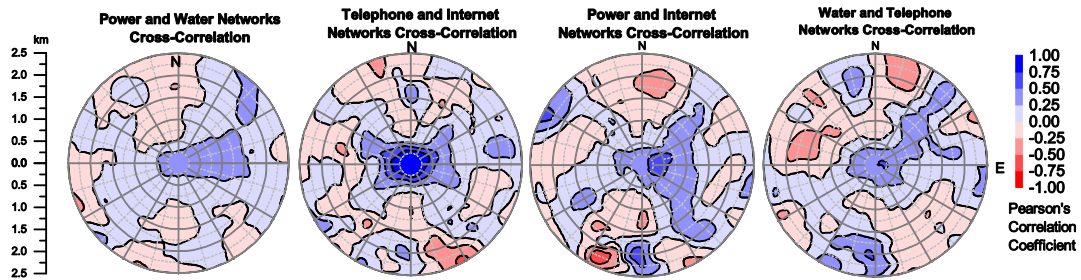 Power and Water Networks
Cross-Correlation
Telephone and Internet
Networks Cross-Correlation
Power and Internet
Networks Cross-Correlation
Water and Telephone
Networks Cross-Correlation
km
2.5
2.0
1.5
1.0
0.5
0.0
0.5
1.0
1.5
2.0
2.5
N
N
N
N
E
1.00
0.75
0.50
0.25
0.00
-0.25
-0.50
-0.75
-1.00
Pearson's
Correlation
Coefficient